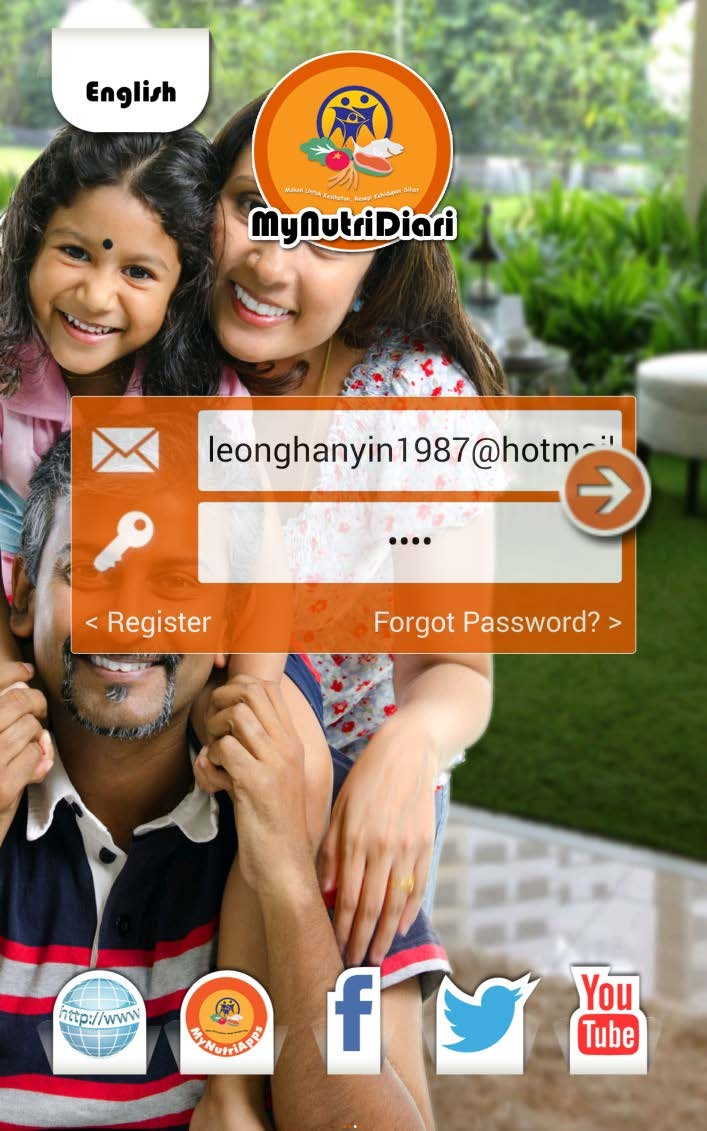 English
Makan Untuk Kesihatan, Resepi Kehidupan Sihat
MyNutriDiari
leonghanyin1987@hotmail
••••
< Register
Forgot Password? >
http://www
MyNutriApps
f
You
Tube